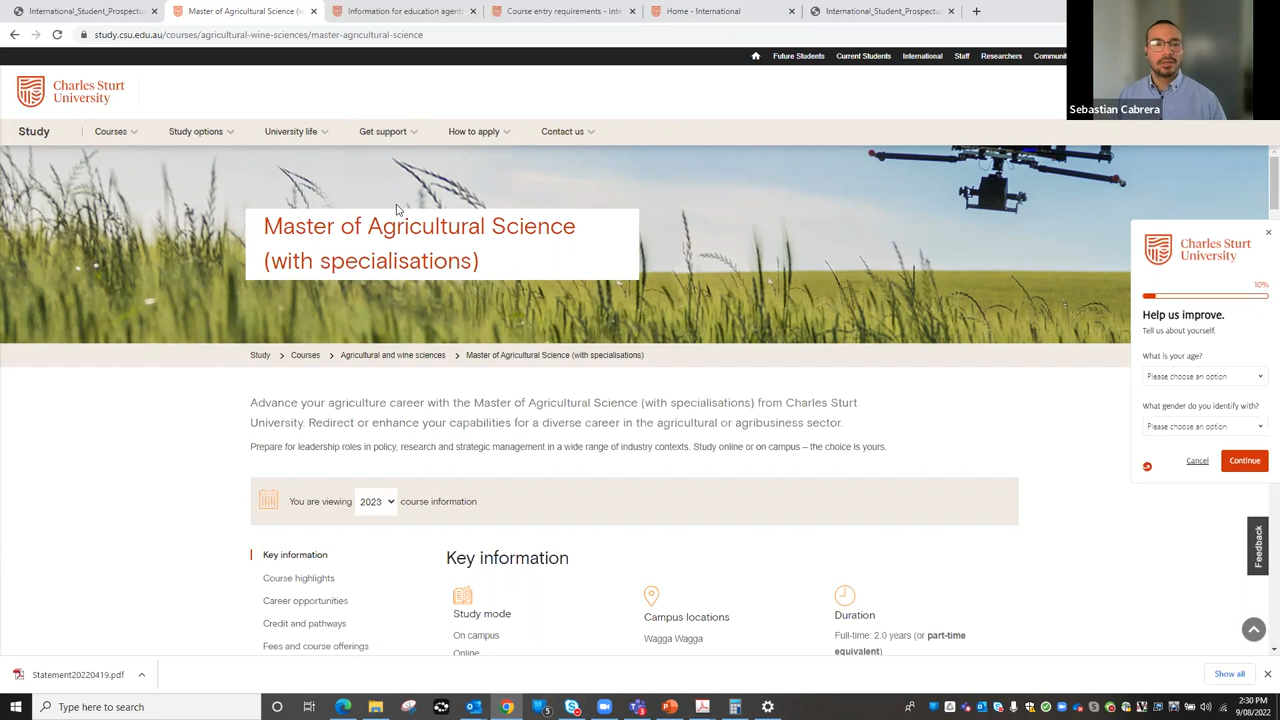 International_Student_Prospectu
Master of Agricultural Science (w
Information for education agent
Course entry requirements - Int
Home - International
International_Student_Prospectu
study.csu.edu.au/courses/agricultural-wine-sciences/master-agricultural-science
Future Students
Current Students
International
Staff
Researchers
Communi
Sebastian Cabrera
Charles Sturt
University
Study
Courses
Study options
University life
Get support
How to apply
Contact us
Master of Agricultural Science
(with specialisations)
Study
Courses
Agricultural and wine sciences
Master of Agricultural Science (with specialisations)
Advance your agriculture career with the Master of Agricultural Science (with specialisations) from Charles Sturt
University. Redirect or enhance your capabilities for a diverse career in the agricultural or agribusiness sector.
Prepare for leadership roles in policy, research and strategic management in a wide range of industry contexts. Study online or on campus – the choice is yours.
You are viewing 2023 course information
Key information
Course highlights
Career opportunities
Credit and pathways
Fees and course offerings
Key information
Study mode
On campus
Online
Campus locations
Wagga Wagga
Duration
Full-time: 2.0 years (or part-time
equivalent)
Charles Sturt
University
10%
Help us improve.
Tell us about yourself.
What is your age?
Please choose an option
What gender do you identify with?
Please choose an option
Cancel
Continue
Feedback
Statement20220419.pdf
Show all
Type here to search
2:30 PM
9/08/2022